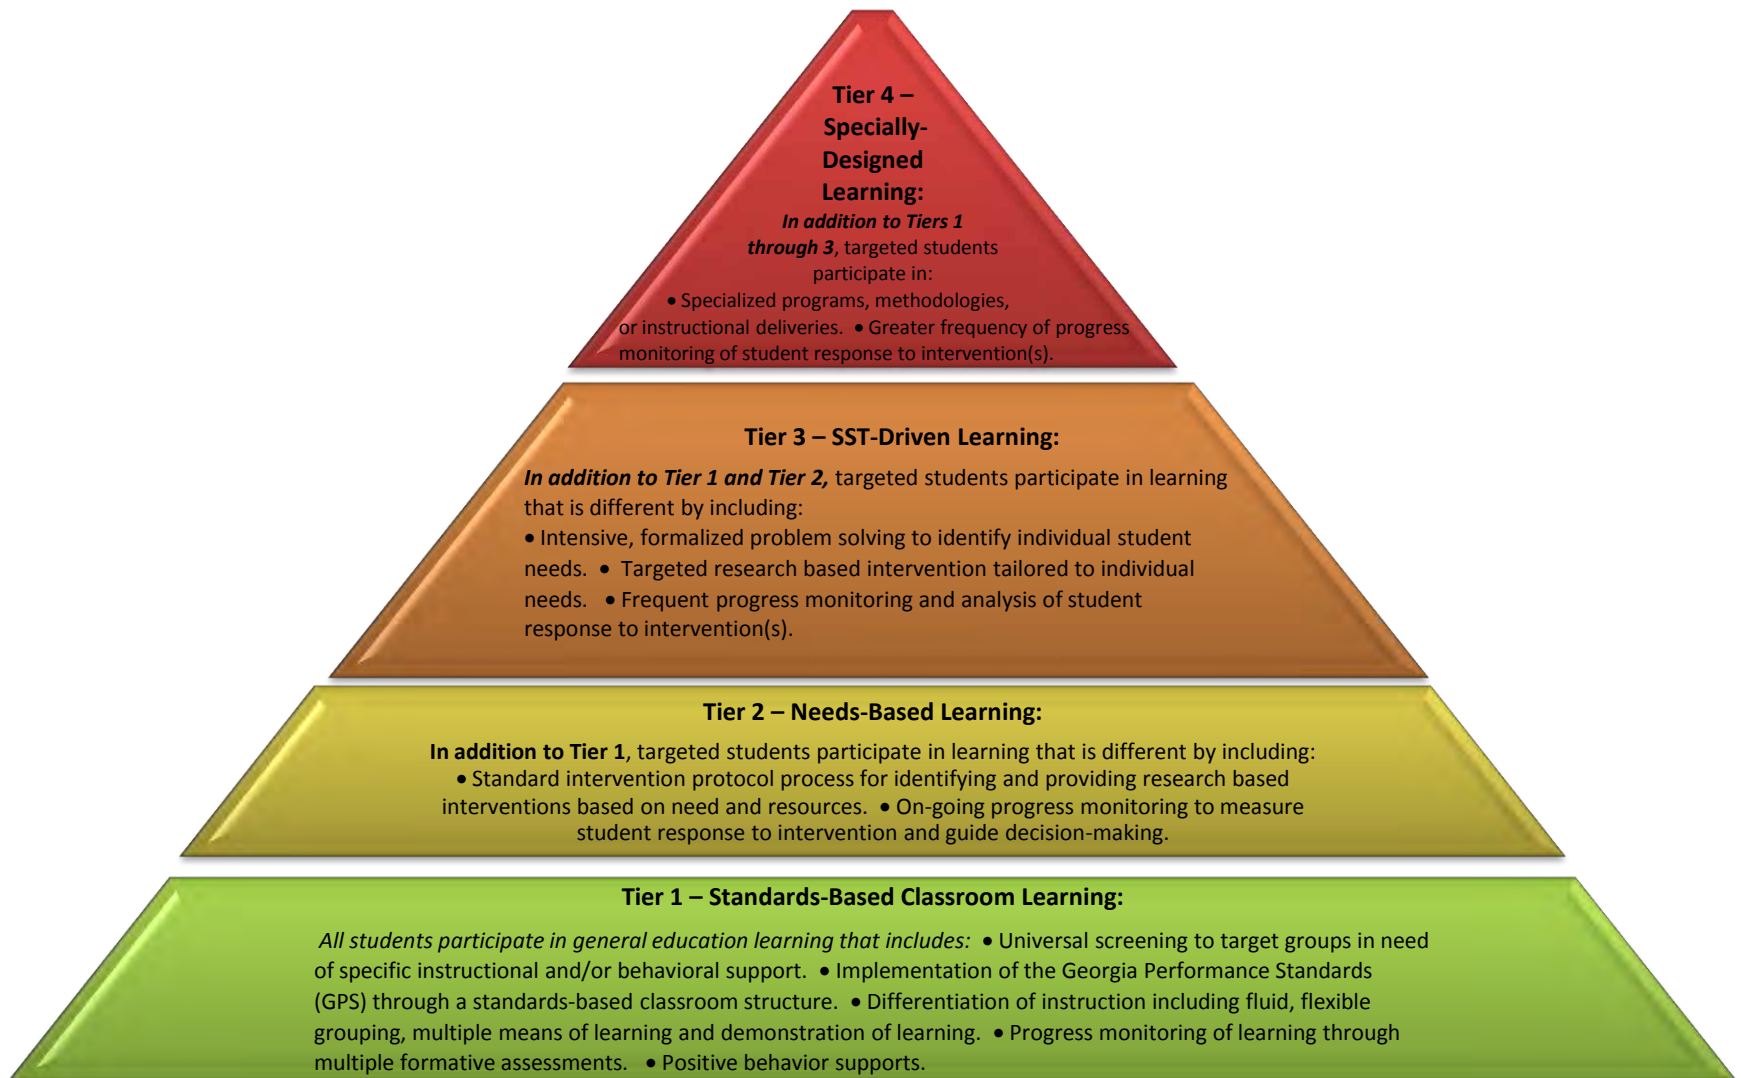 Tier 4 –
Specially-
Designed
Learning:
In addition to Tiers 1
through 3, targeted students
participate in:
• Specialized programs, methodologies,
or instructional deliveries. • Greater frequency of progress
monitoring of student response to intervention(s).
Tier 3 – SST-Driven Learning:
In addition to Tier 1 and Tier 2, targeted students participate in learning
that is different by including:
• Intensive, formalized problem solving to identify individual student
needs. • Targeted research based intervention tailored to individual
needs. • Frequent progress monitoring and analysis of student
response to intervention(s).
Tier 2 – Needs-Based Learning:
In addition to Tier 1, targeted students participate in learning that is different by including:
• Standard intervention protocol process for identifying and providing research based
interventions based on need and resources. • On-going progress monitoring to measure
student response to intervention and guide decision-making.
Tier 1 – Standards-Based Classroom Learning:
All students participate in general education learning that includes: • Universal screening to target groups in need
of specific instructional and/or behavioral support. • Implementation of the Georgia Performance Standards
(GPS) through a standards-based classroom structure. • Differentiation of instruction including fluid, flexible
grouping, multiple means of learning and demonstration of learning. • Progress monitoring of learning through
multiple formative assessments. • Positive behavior supports.